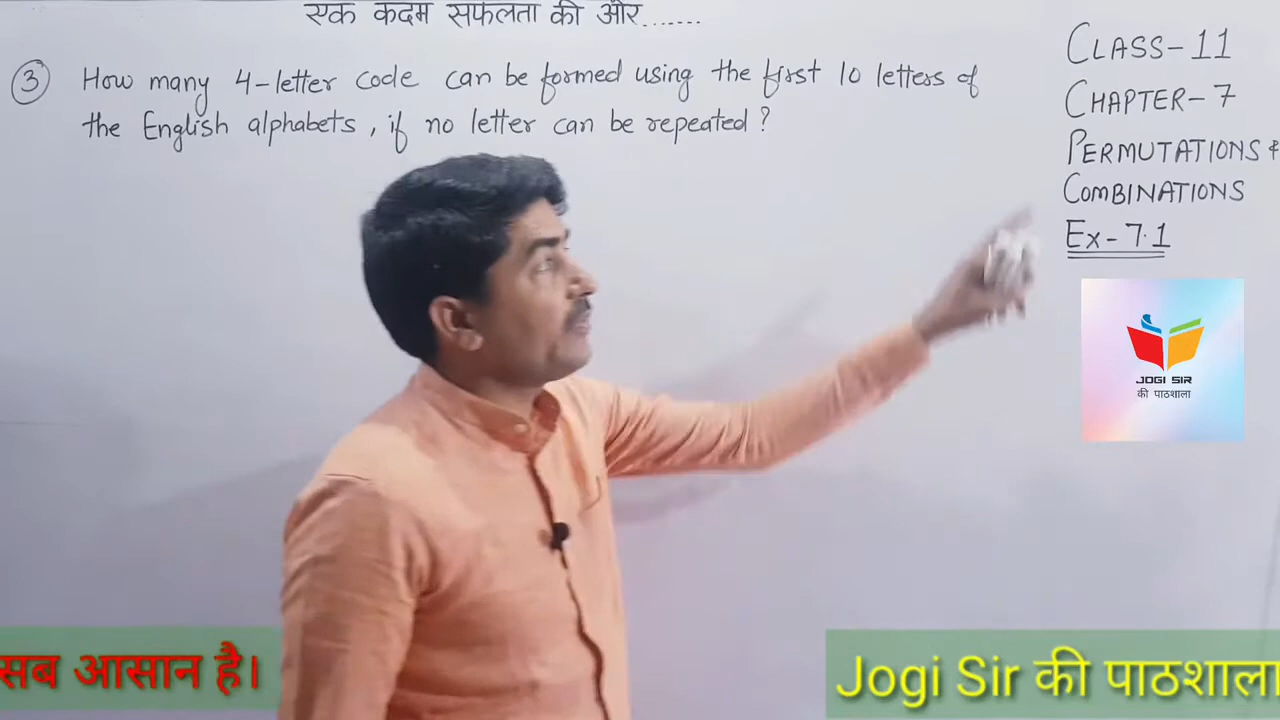 एक कदम सफलता की ओर.......
③ How many 4-letter code can be formed using the first 10 letters of
the English alphabets, if no letter can be repeated?
CLASS-11
CHAPTER-7
PERMUTATIONS &
COMBINATIONS
Ex-7.1
JOGI SIR
की पाठशाला
सब आसान है।
Jogi Sir की पाठशाला